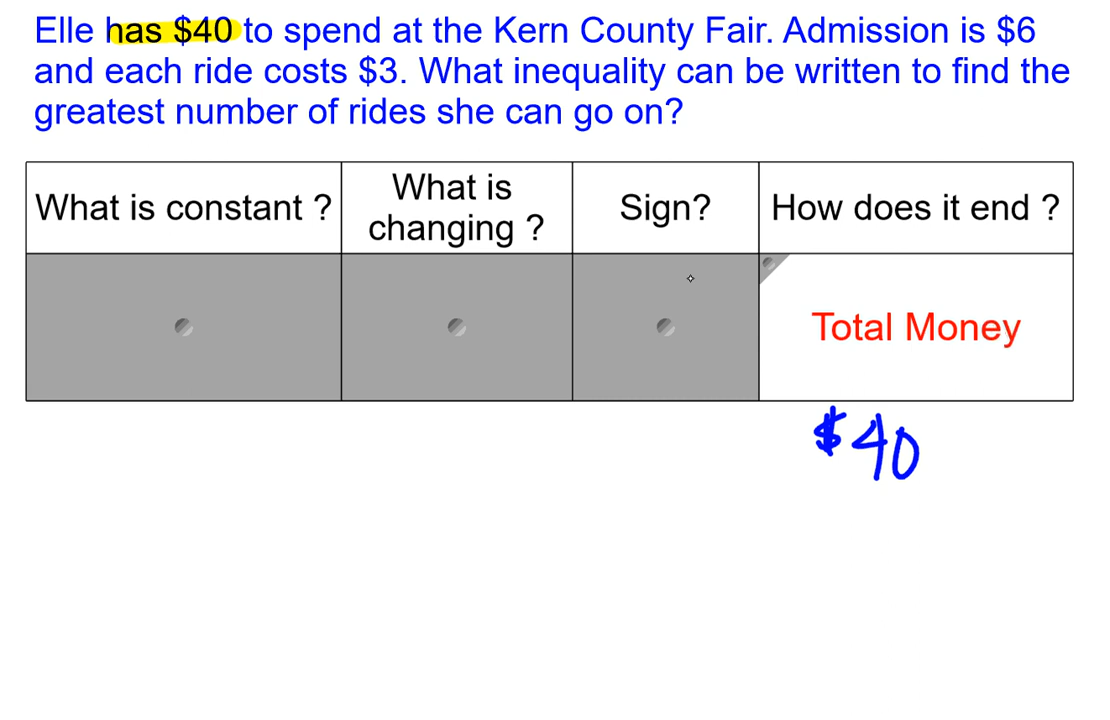 Elle has $40 to spend at the Kern County Fair. Admission is $6
and each ride costs $3. What inequality can be written to find the
greatest number of rides she can go on?
What is constant ?
What is
changing ?
Sign?
How does it end ?
Total Money
$40